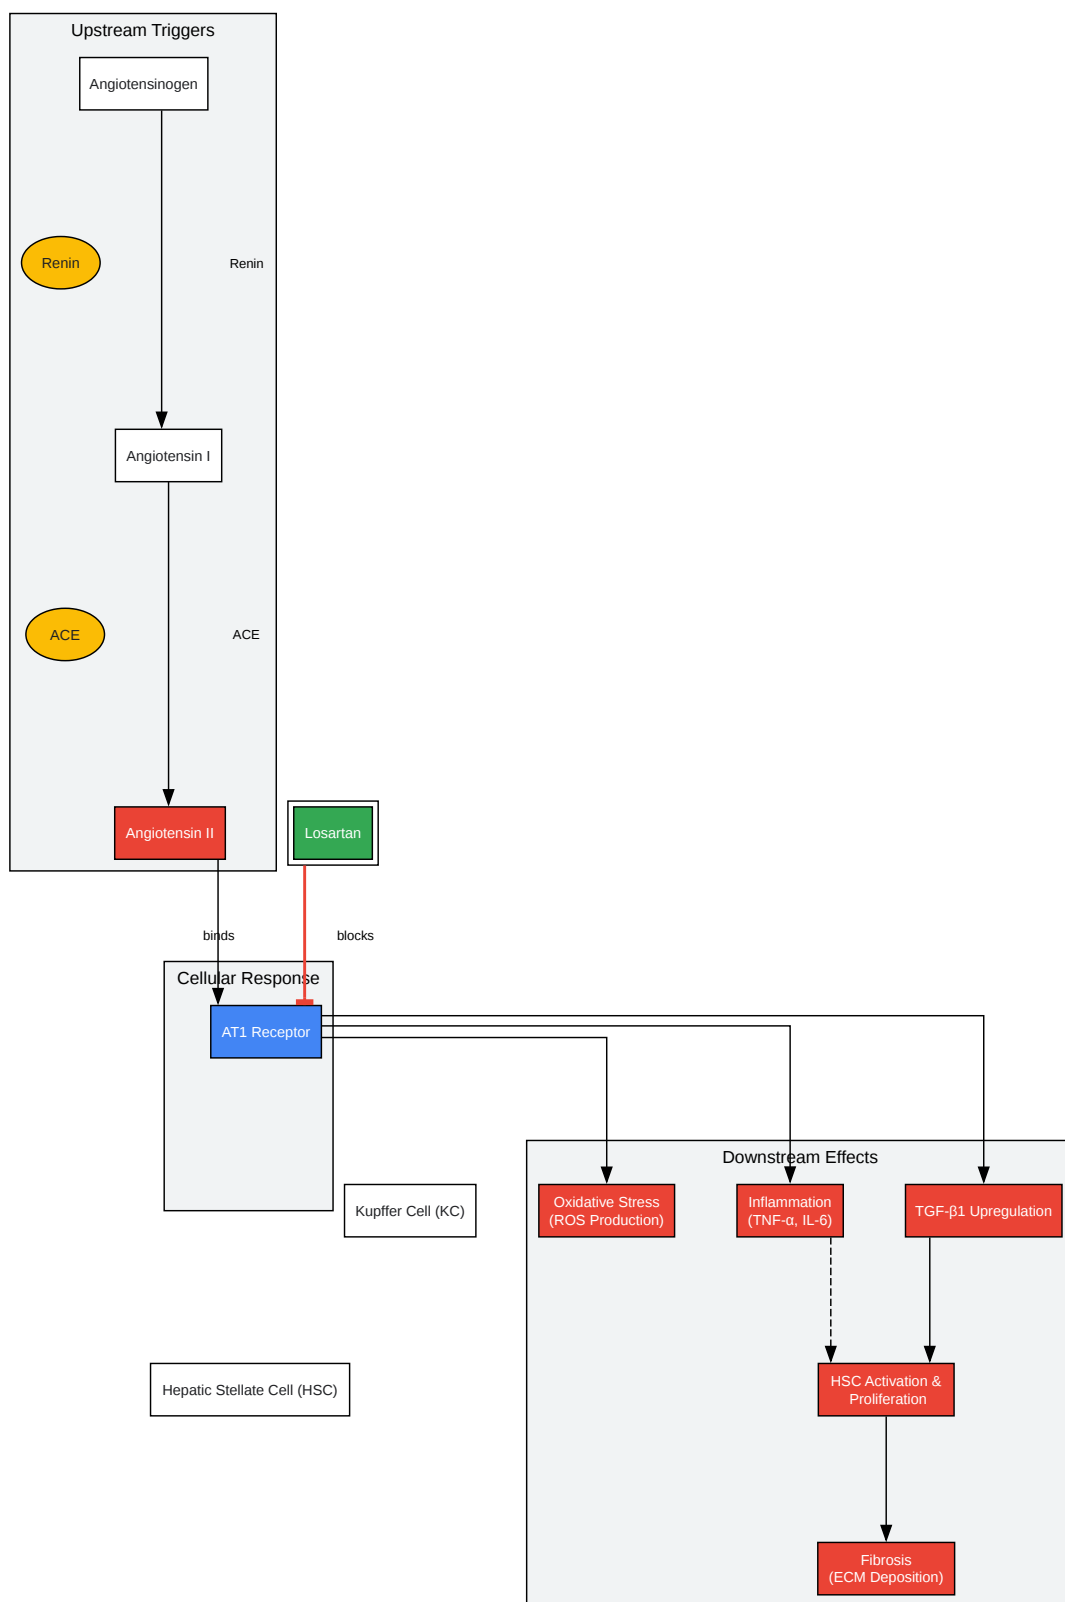 Upstream Triggers
Angiotensinogen
Renin
Renin
Angiotensin I
ACE
ACE
Angiotensin II
Losartan
binds
blocks
Cellular Response
AT1 Receptor
Downstream Effects
Kupffer Cell (KC)
Oxidative Stress
(ROS Production)
Inflammation
(TNF-α, IL-6)
TGF-β1 Upregulation
Hepatic Stellate Cell (HSC)
HSC Activation &
Proliferation
Fibrosis
(ECM Deposition)